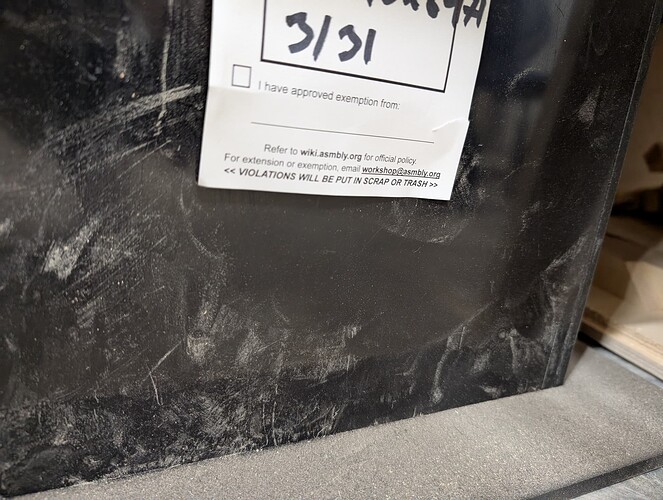 3/31
I have approved exemption from:
Refer to wiki.asmbly.org for official policy.
For extension or exemption, email workshop@asmbly.org
<< VIOLATIONS WILL BE PUT IN SCRAP OR TRASH >>